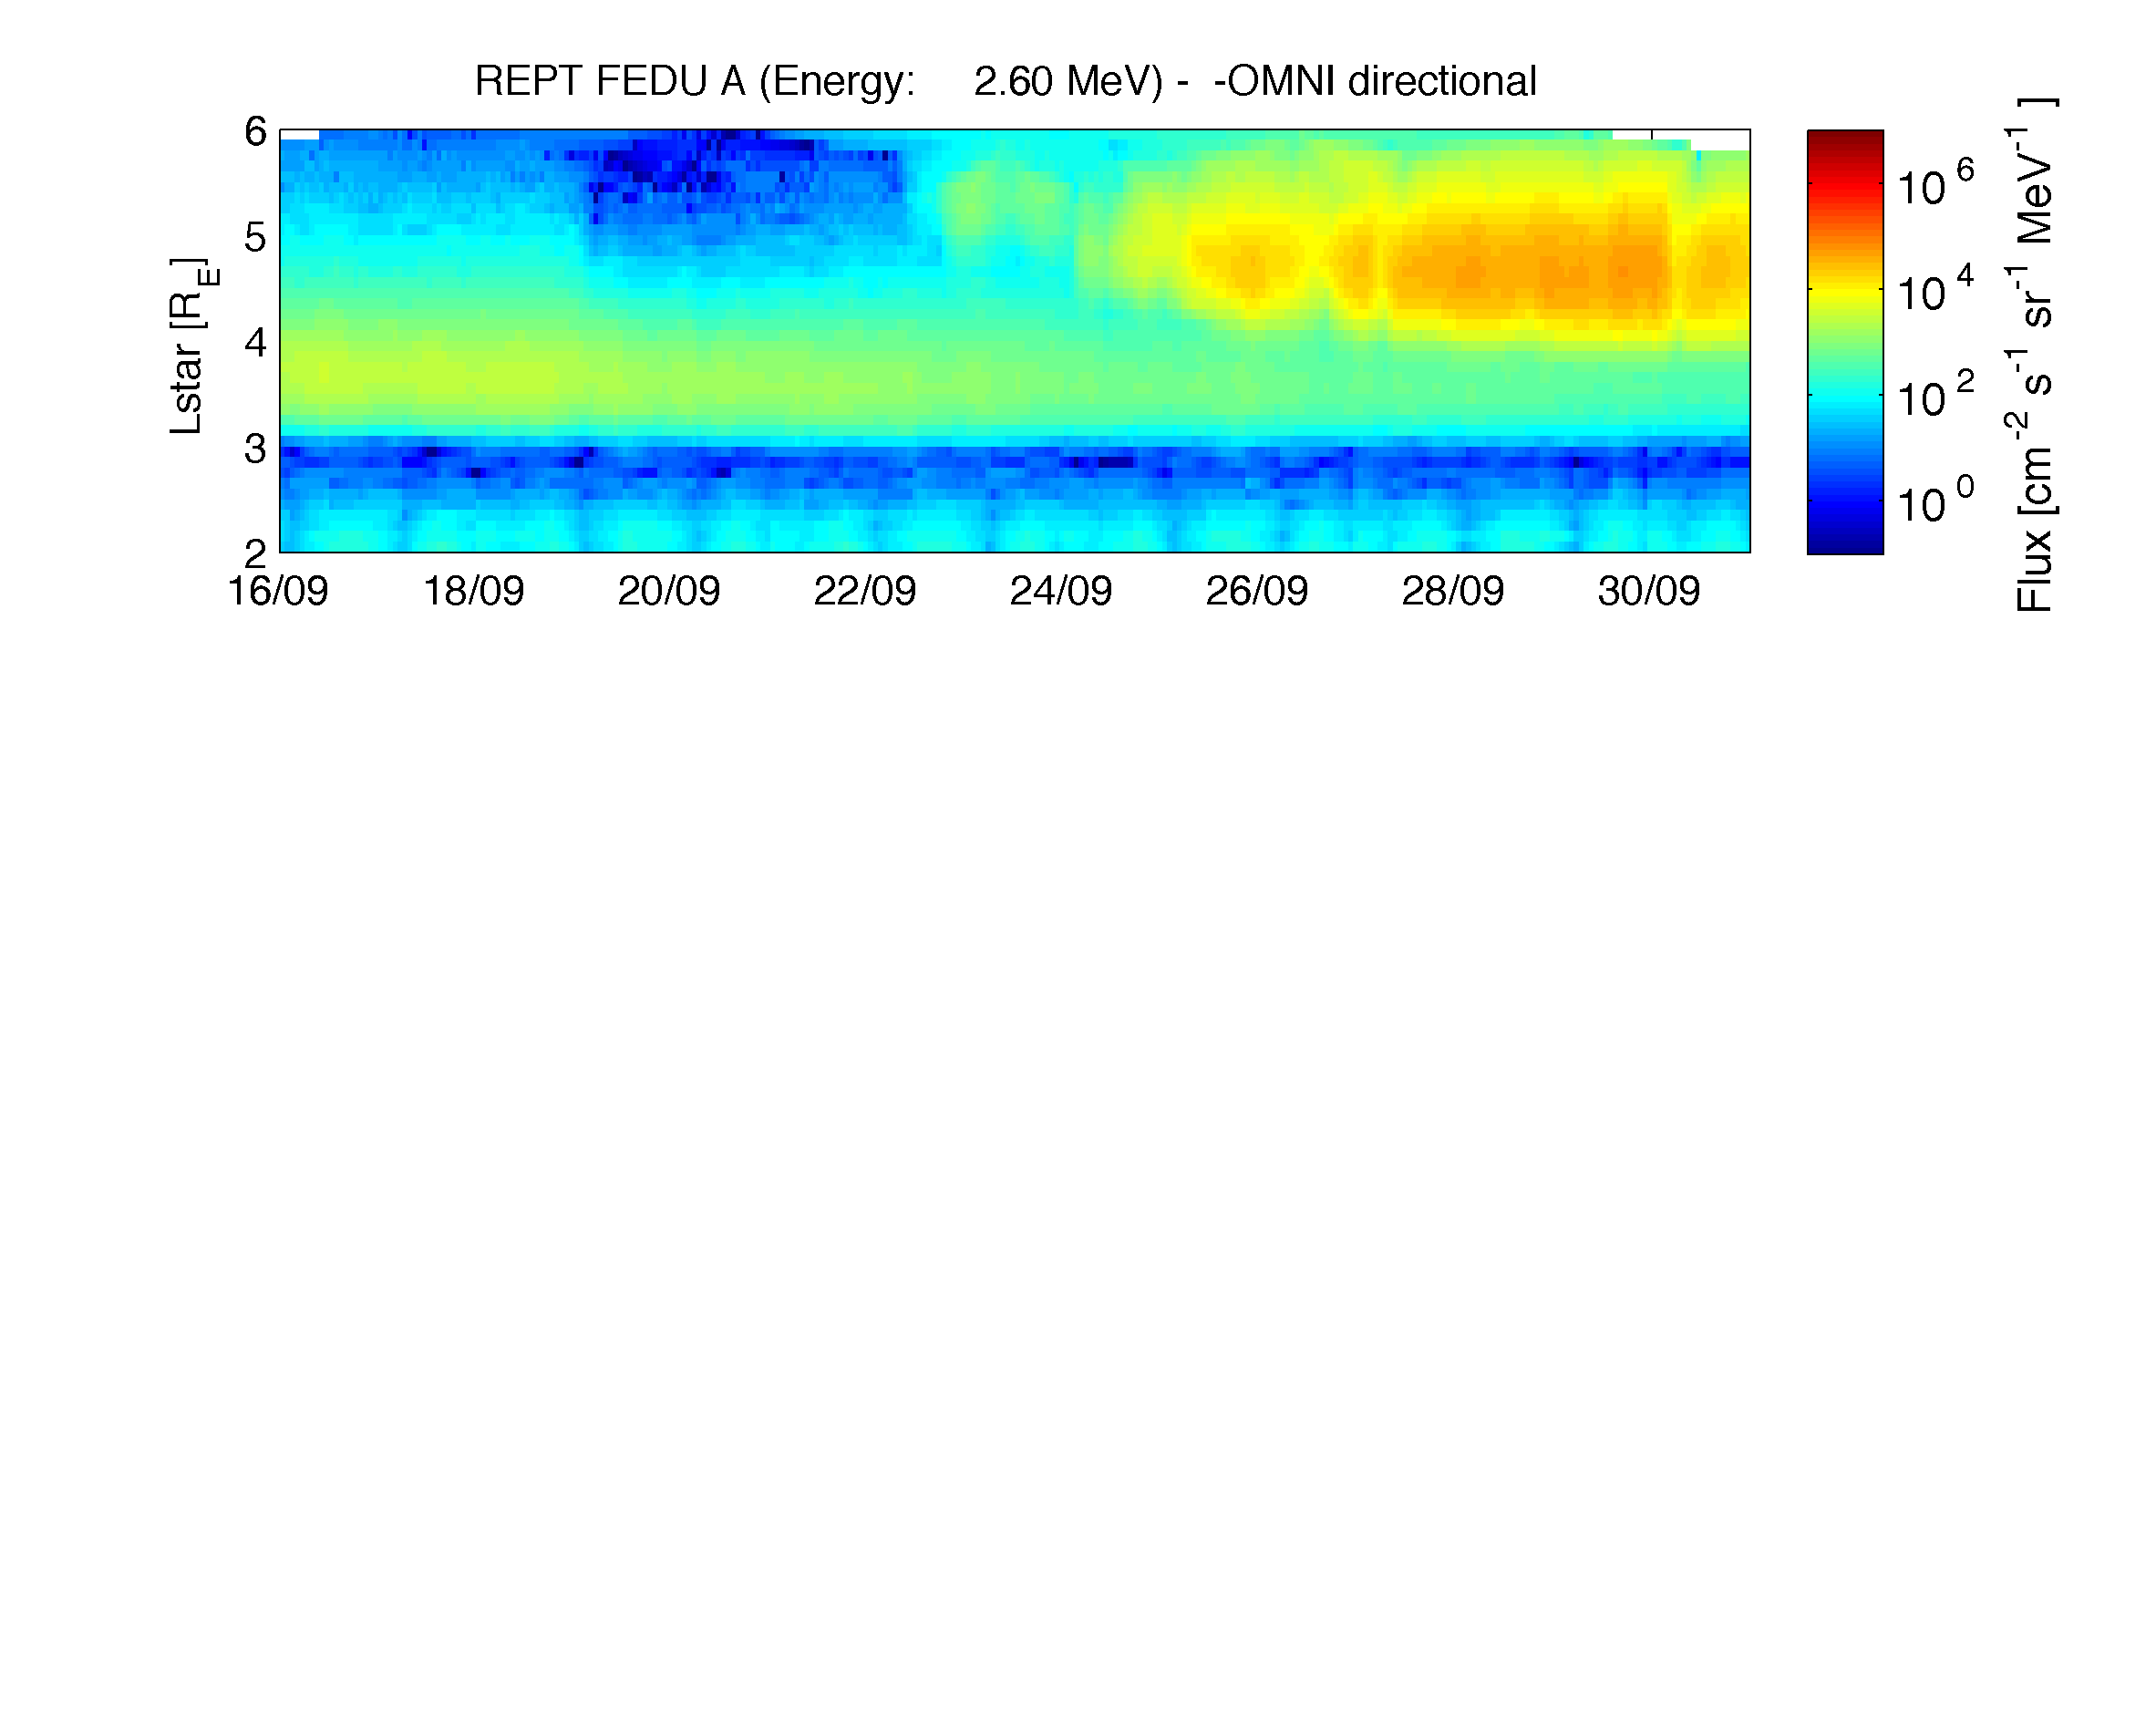 REPT FEDU A (Energy: 2.60 MeV) - -OMNI directional
Lstar [R_E]
6
5
4
3
2
16/09 18/09 20/09 22/09 24/09 26/09 28/09 30/09
10^6
10^4
10^2
10^0
Flux [cm^-2 s^-1 sr^-1 MeV^-1 ]